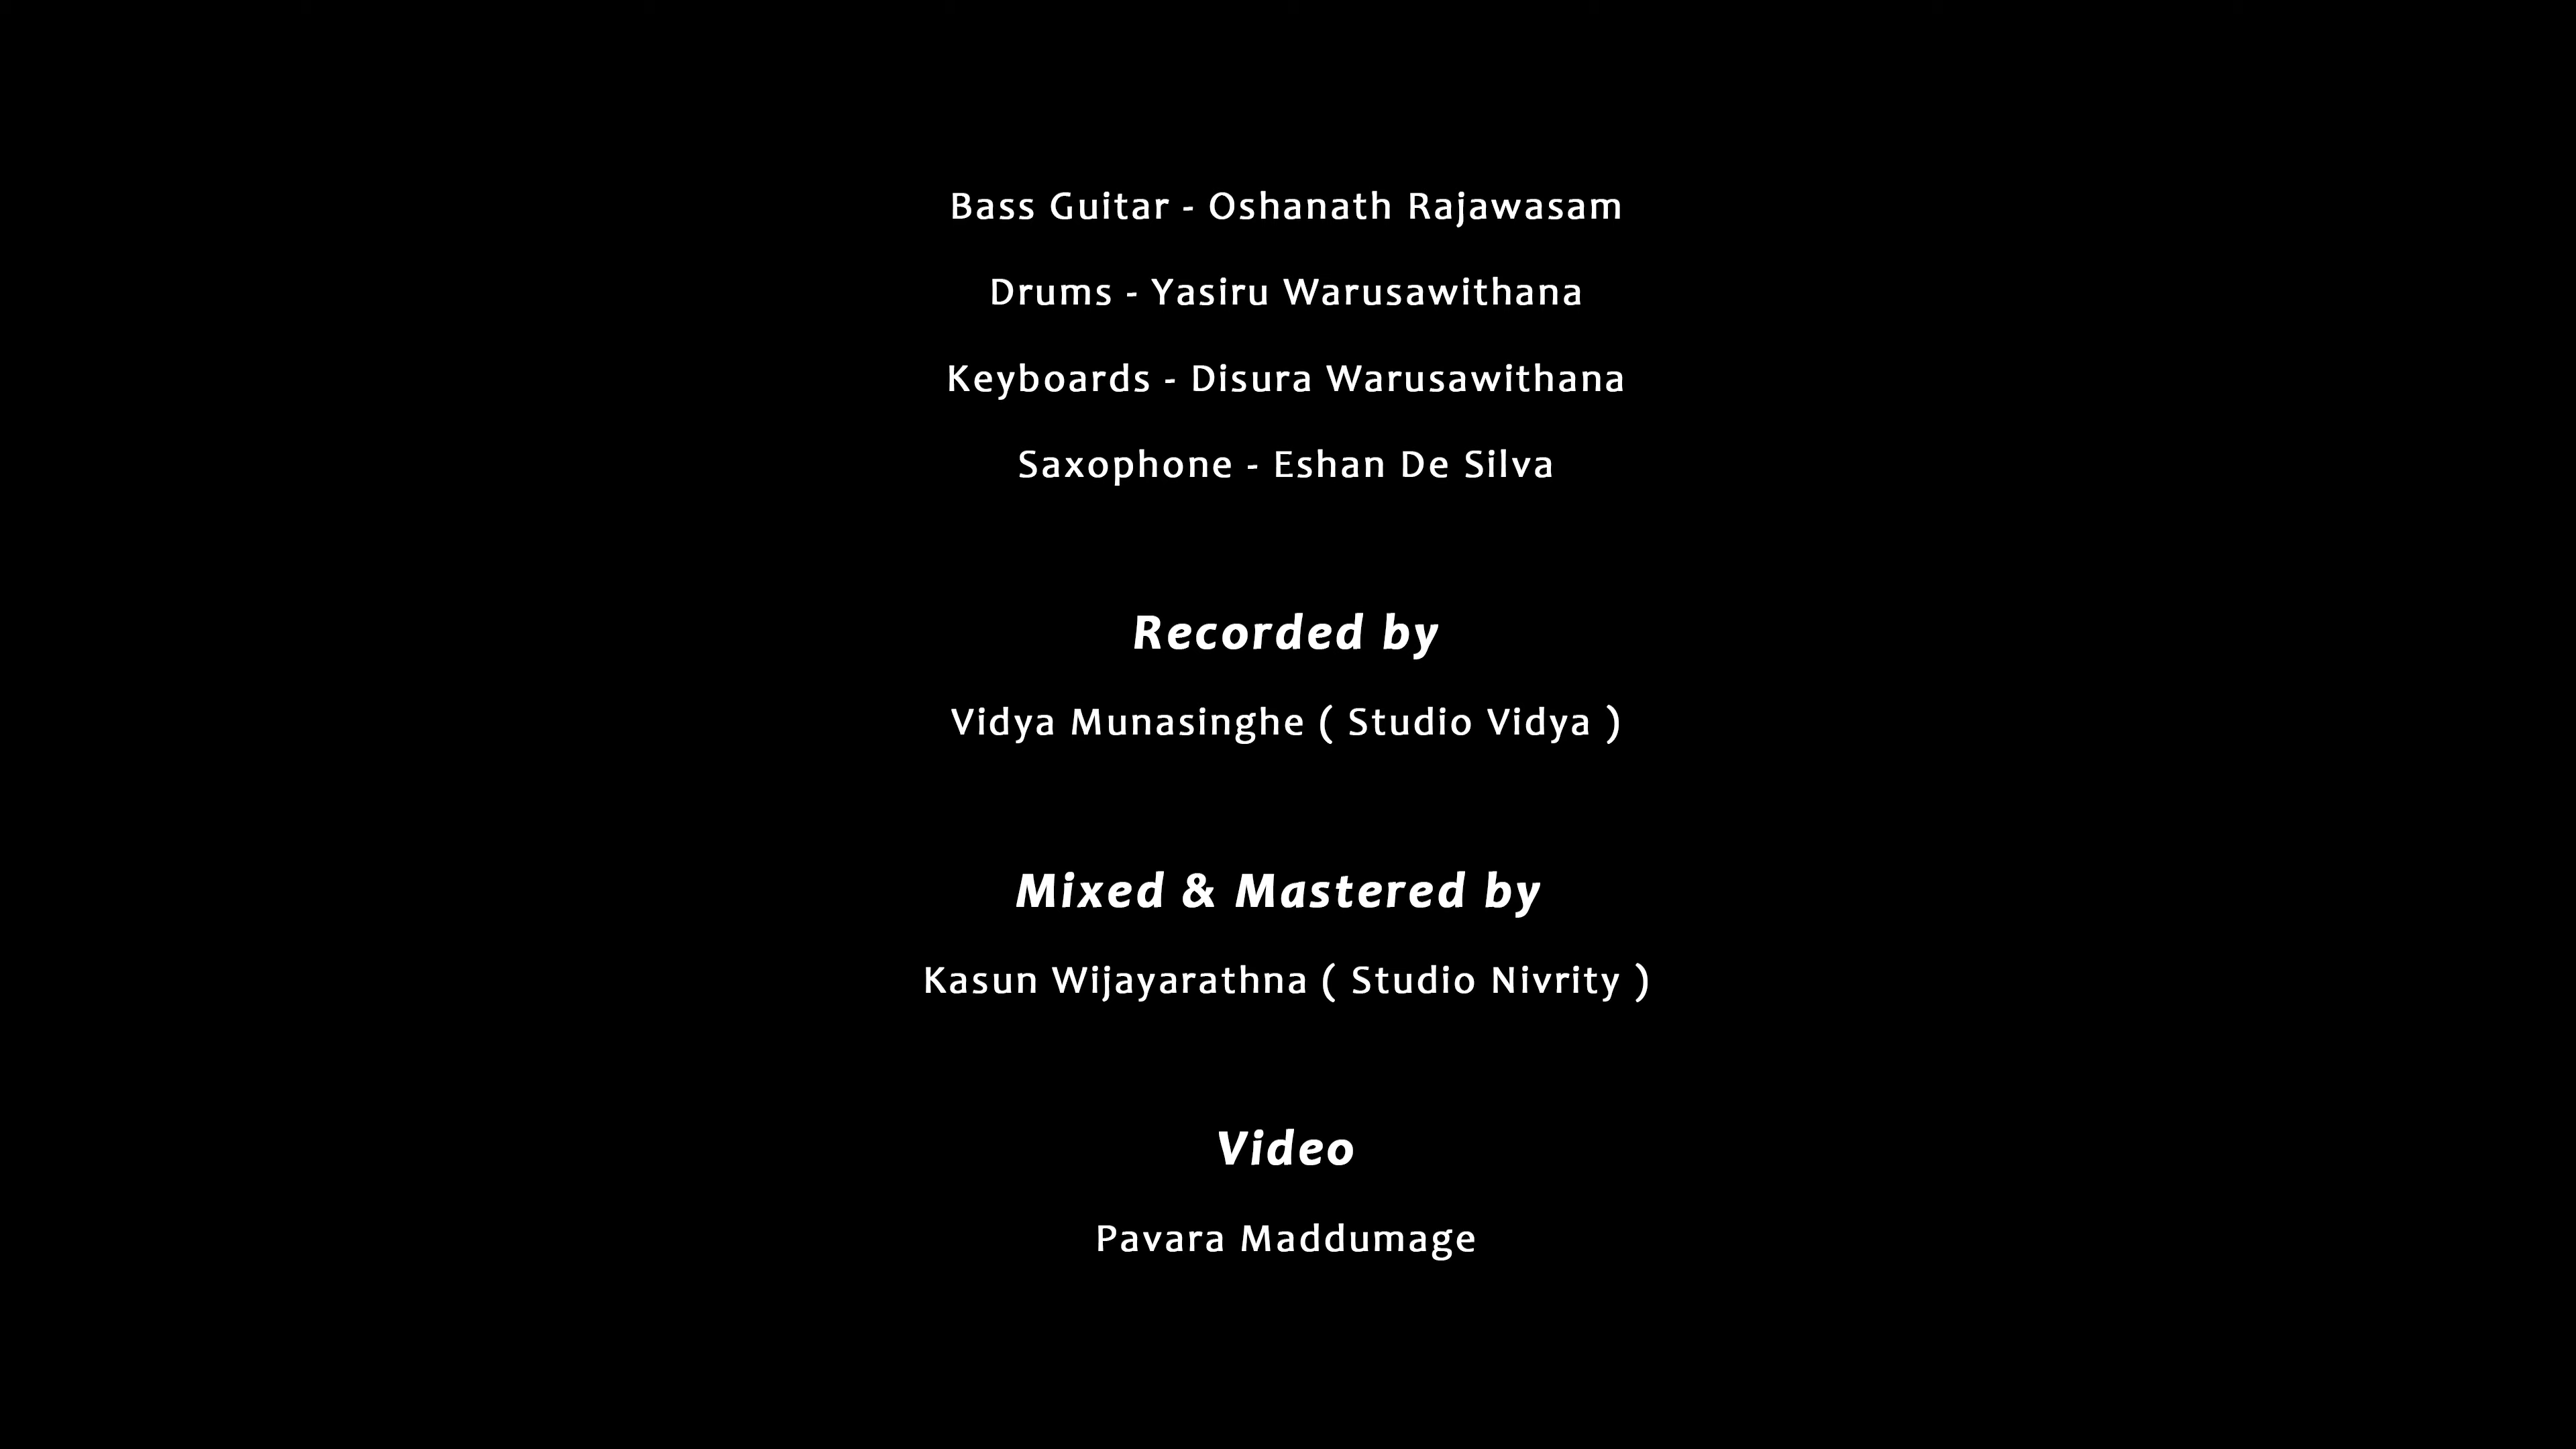 Bass Guitar - Oshanath Rajawasam
Drums - Yasiru Warusawithana
Keyboards - Disura Warusawithana
Saxophone - Eshan De Silva
Recorded by
Vidya Munasinghe ( Studio Vidya )
Mixed & Mastered by
Kasun Wijayarathna ( Studio Nivrity )
Video
Pavara Maddumage